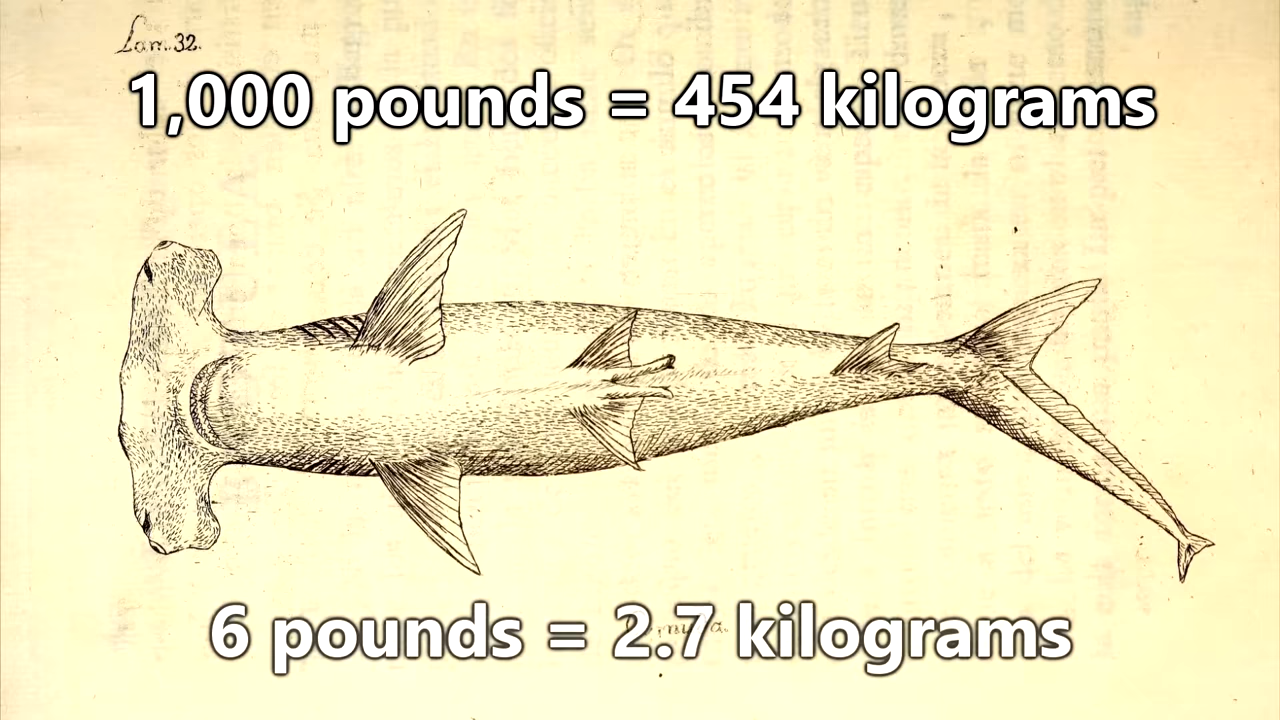 Lam. 32.
1,000 pounds = 454 kilograms
6 pounds = 2.7 kilograms